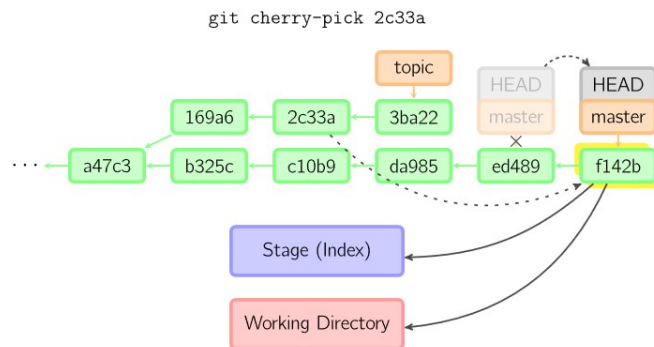 git cherry-pick 2c33a
topic
HEAD
HEAD
169a6
2c33a
3ba22
master
master
...
a47c3
b325c
c10b9
da985
ed489
f142b
Stage (Index)
Working Directory